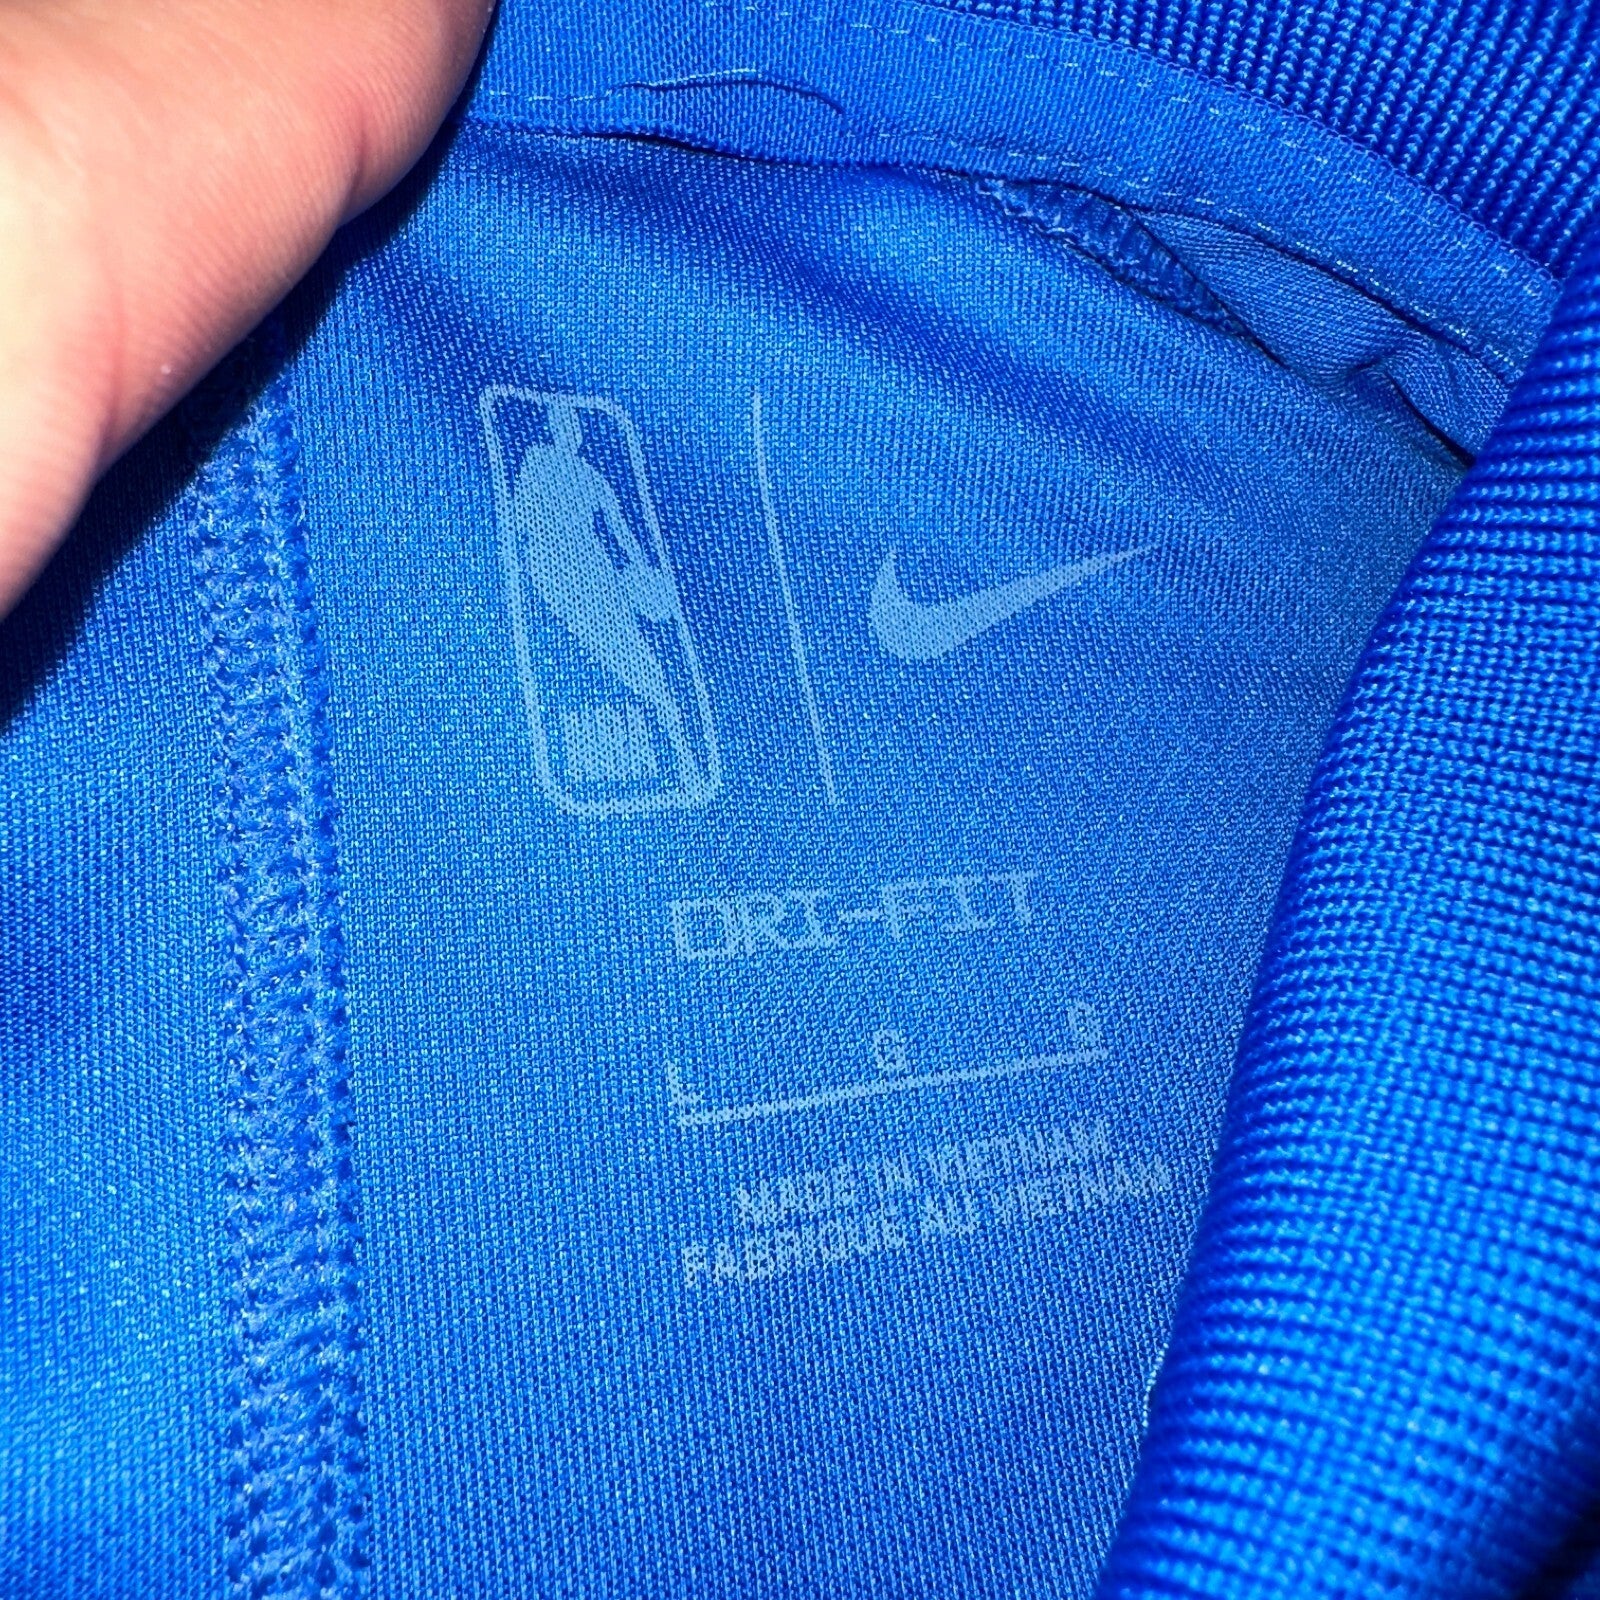 DRI-FIT
L G G
MADE IN VIETNAM
FABRIQUÉ AU VIETNAM